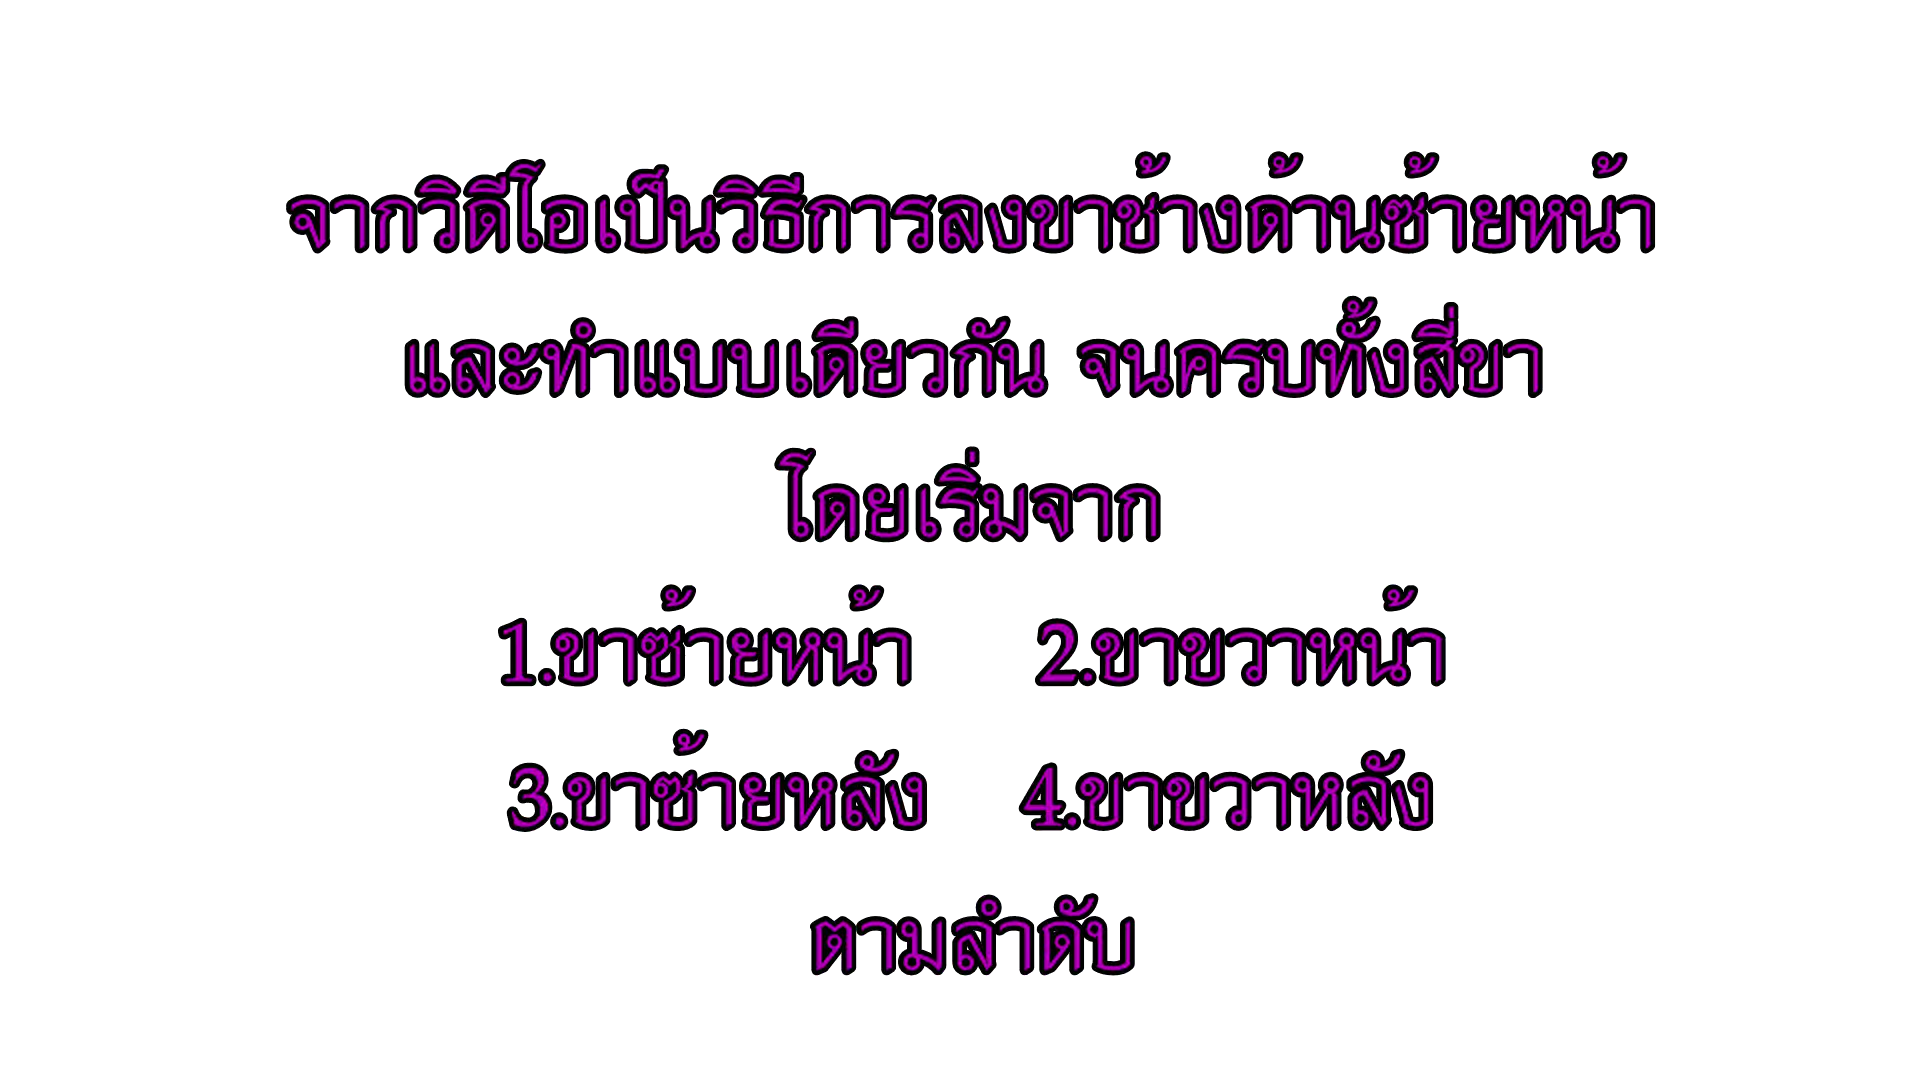 จากวิดีโอเป็นวิธีการลงขาช้างด้านซ้ายหน้า
และทำแบบเดียวกัน จนครบทั้งสี่ขา
โดยเริ่มจาก
1.ขาซ้ายหน้า 2.ขาขวาหน้า
3.ขาซ้ายหลัง 4.ขาขวาหลัง
ตามลำดับ